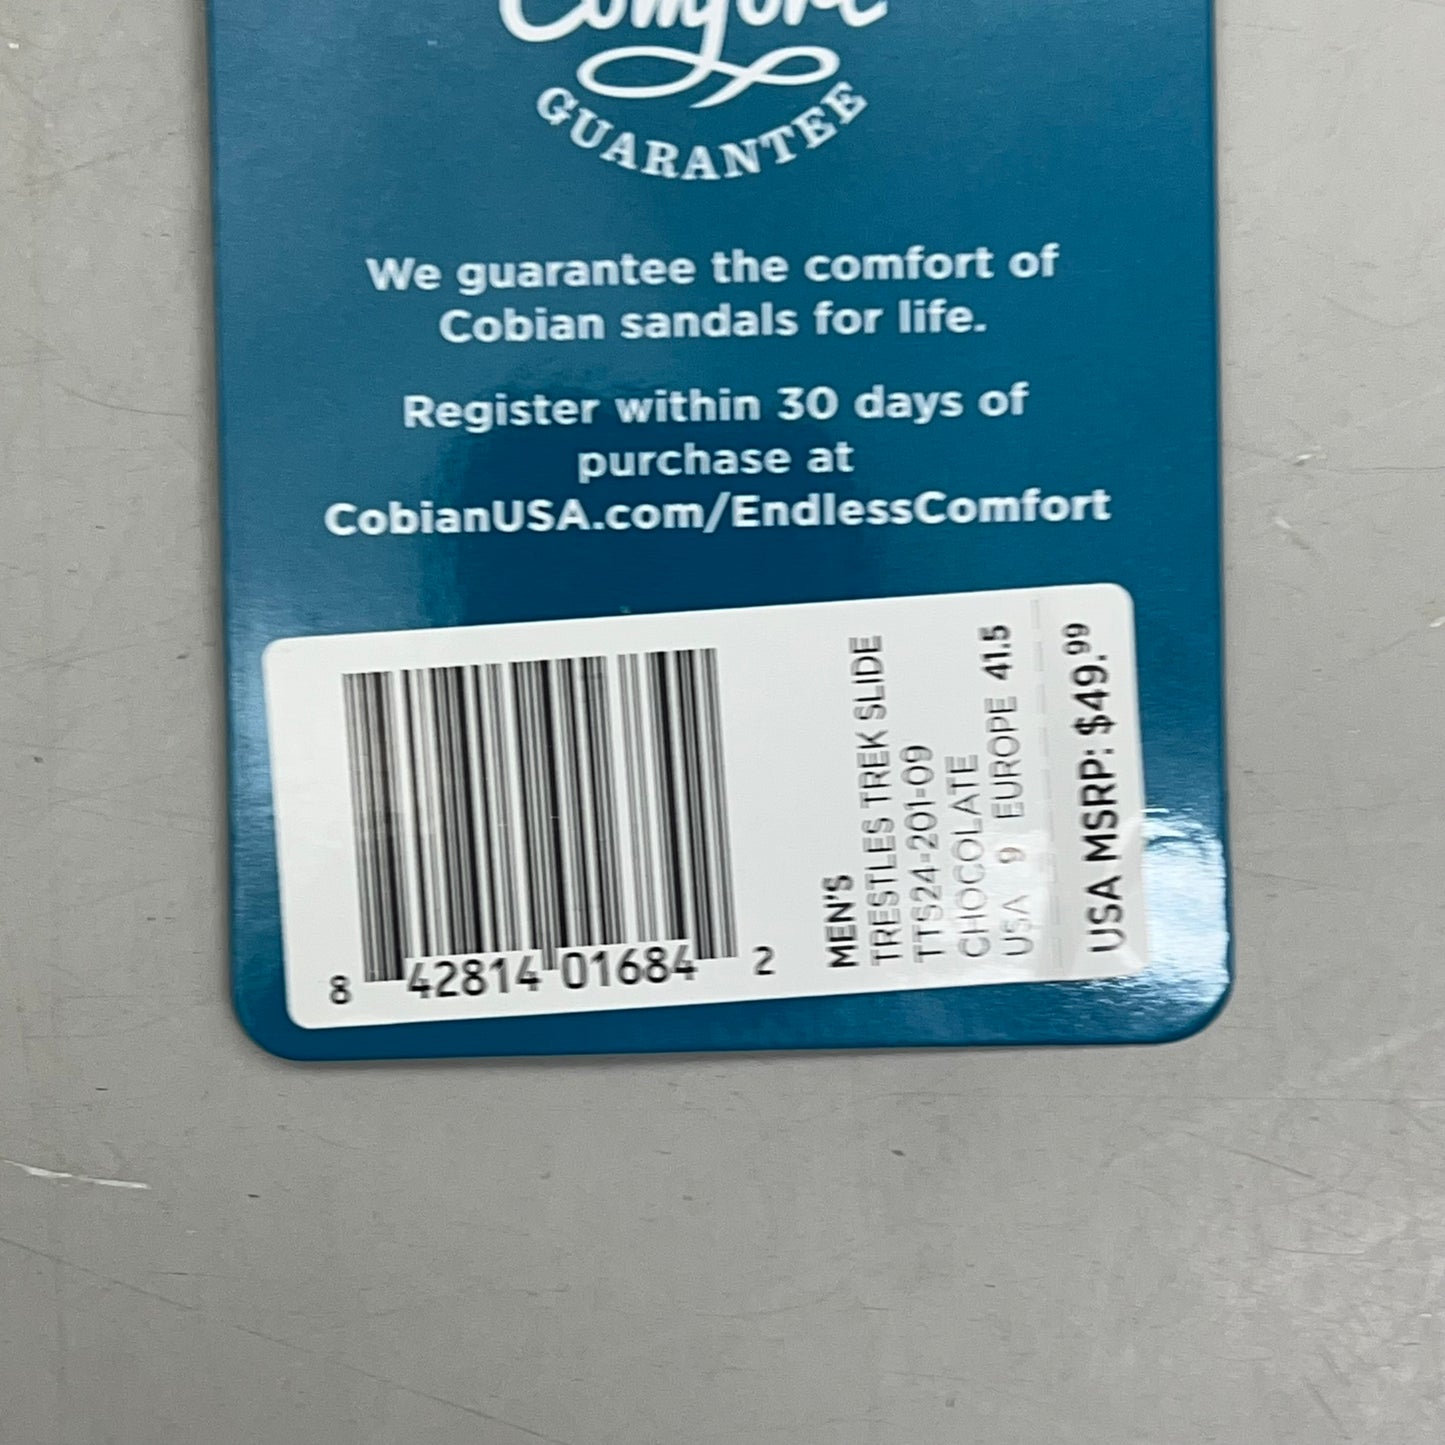 Comfort
GUARANTEE
We guarantee the comfort of
Cobian sandals for life.
Register within 30 days of
purchase at
CobianUSA.com/EndlessComfort
8 42814 01684 2
MEN'S
TRESTLES TREK SLIDE
TTS24-201-09
CHOCOLATE
USA 9 EUROPE 41.5
USA MSRP: $49.99